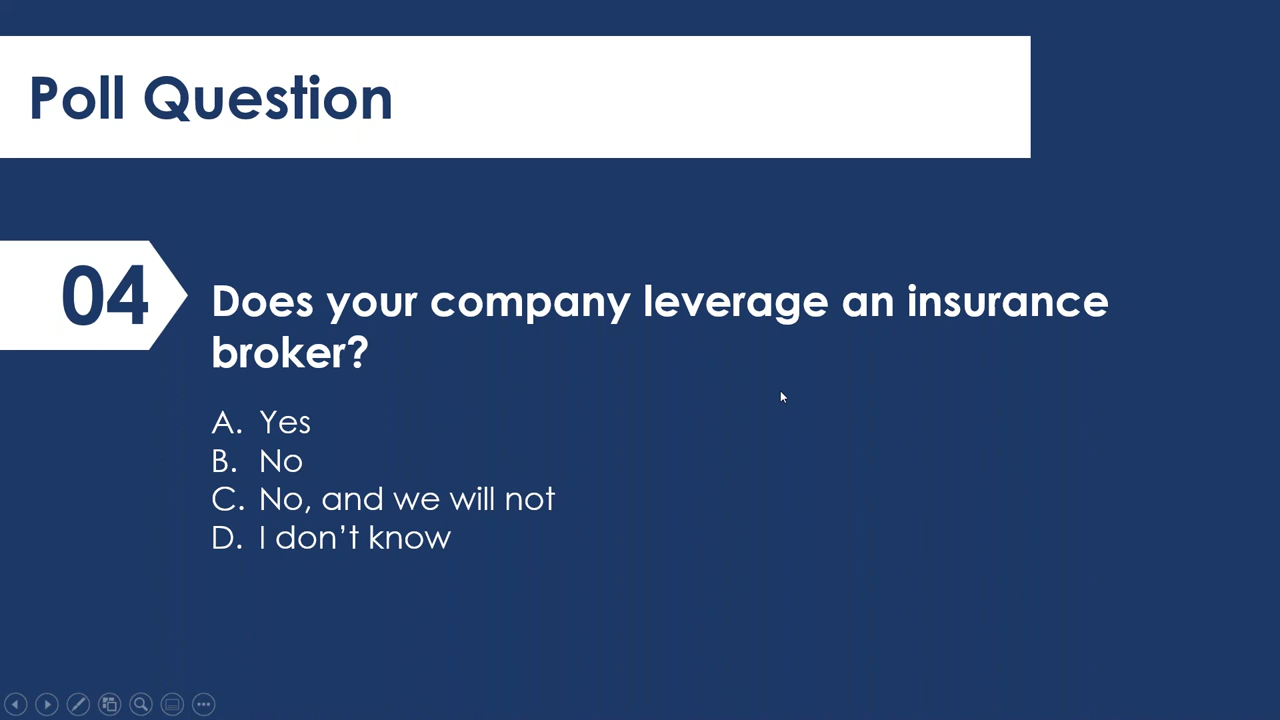 Poll Question
04
Does your company leverage an insurance
broker?
A. Yes
B. No
C. No, and we will not
D. I don’t know